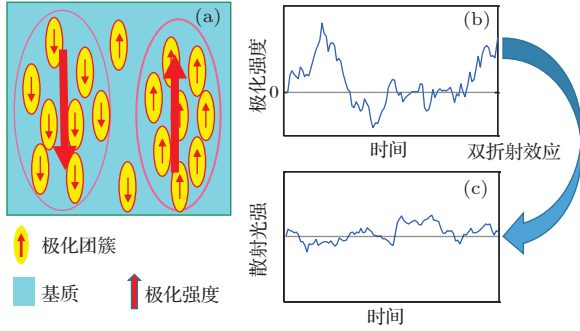 (a)
极化团簇
基质
极化强度
(b)
极化强度
0
时间
双折射效应
(c)
散射光强
时间